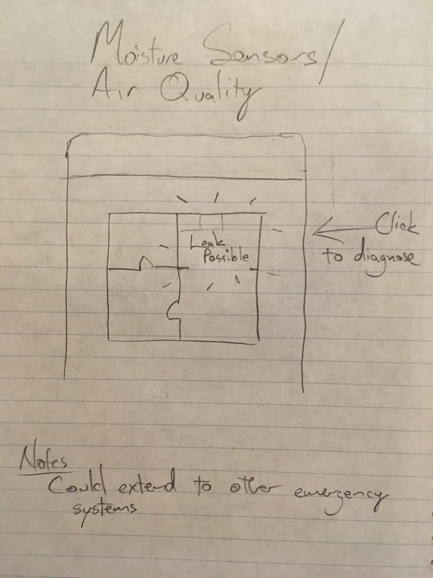 Moisture Sensors/
Air Quality
Leak
Possible
Click
to diagnose
Notes
Could extend to other emergency
systems